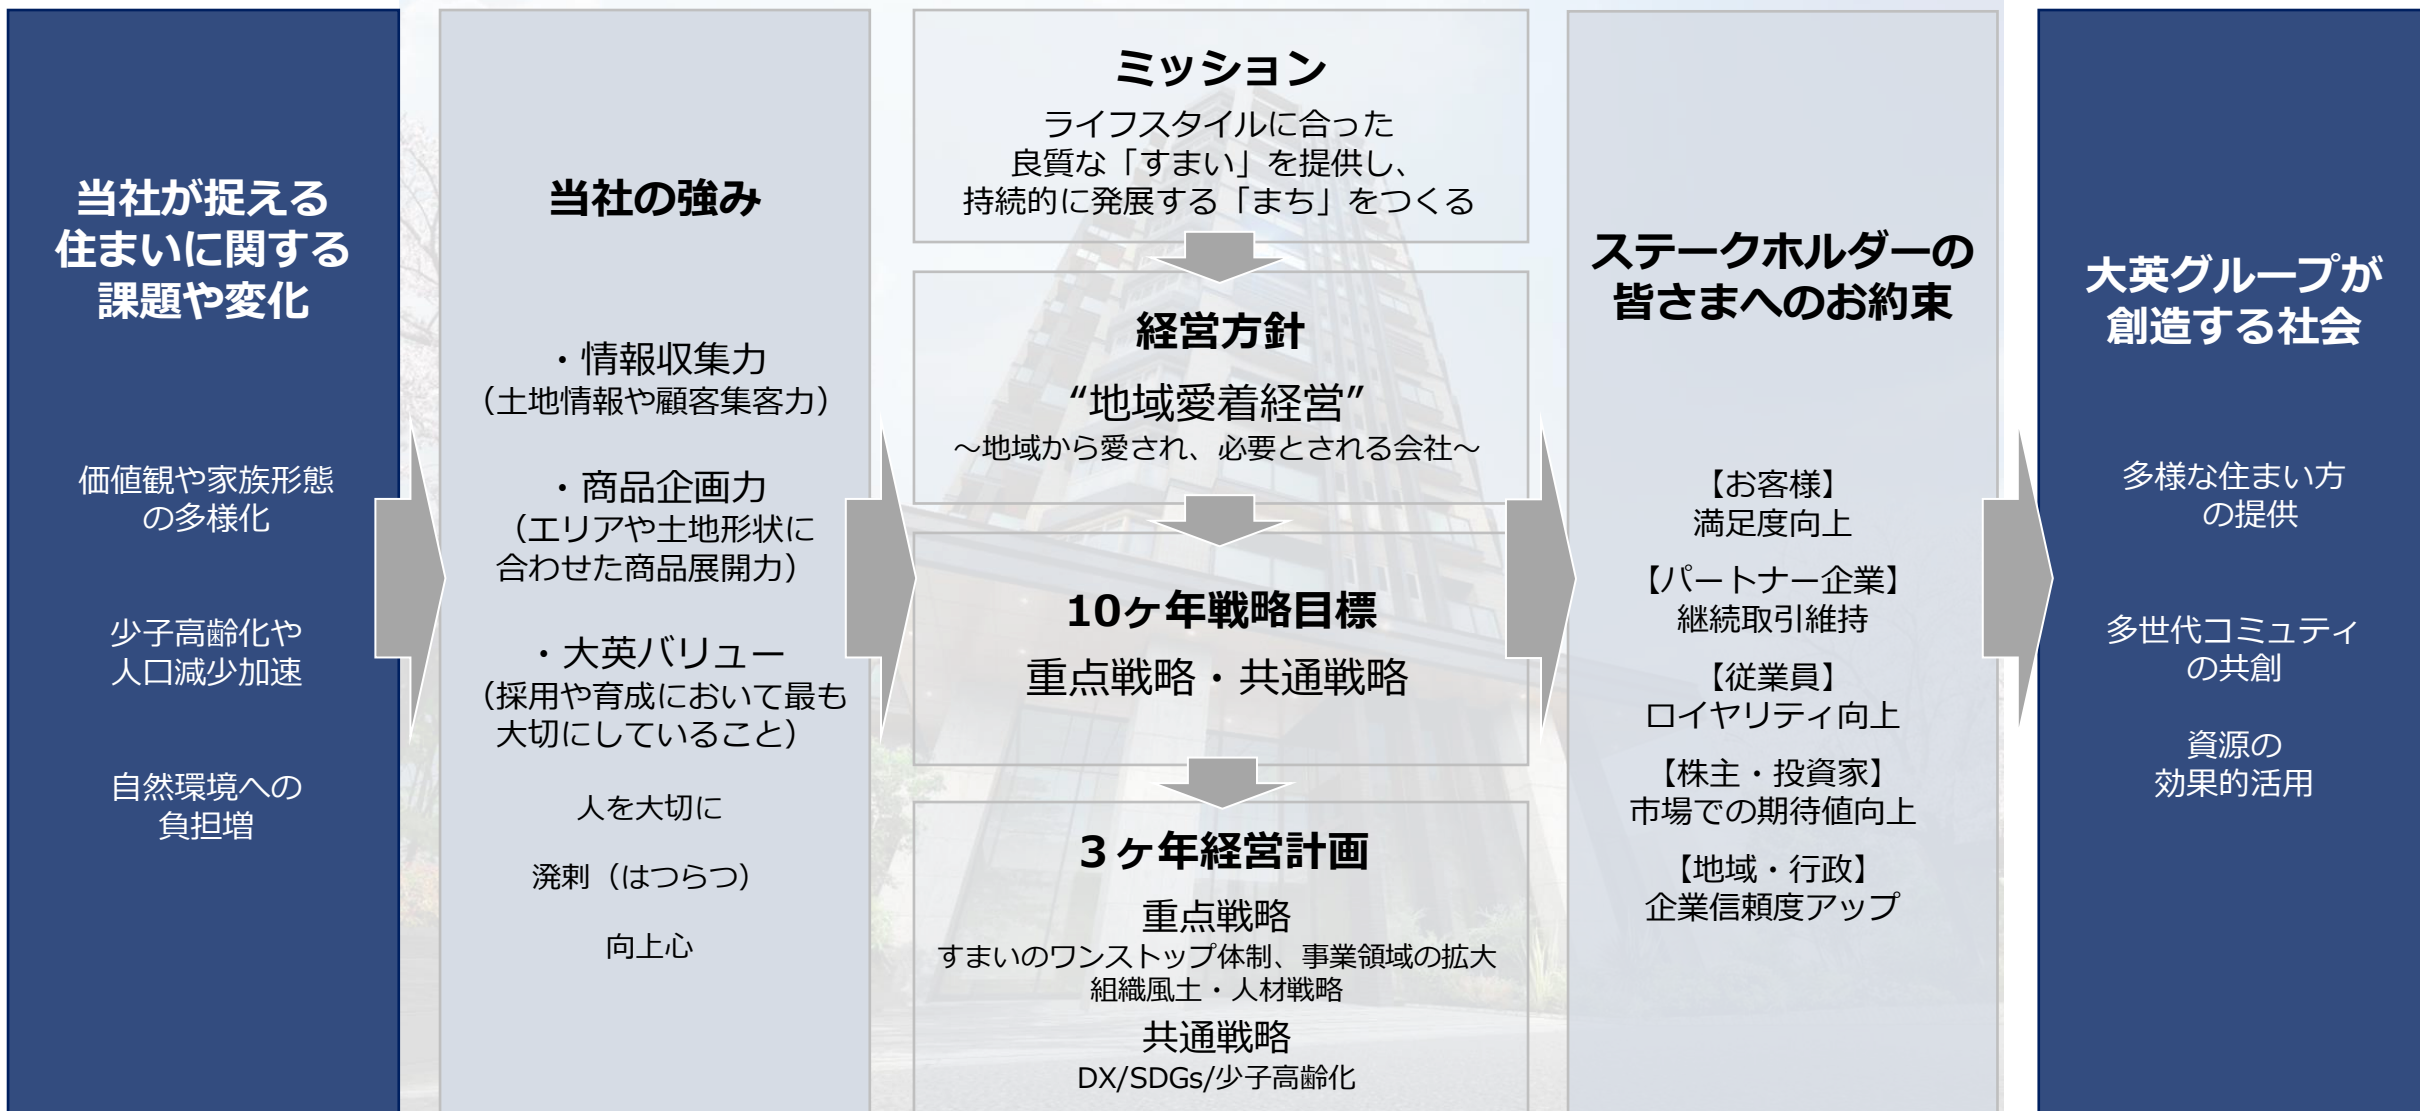 当社が捉える
住まいに関する
課題や変化
価値観や家族形態
の多様化
少子高齢化や
人口減少加速
自然環境への
負担増
当社の強み
・情報収集力
（土地情報や顧客集客力）
・商品企画力
（エリアや土地形状に
合わせた商品展開力）
・大英バリュー
（採用や育成において最も
大切にしていること）
人を大切に
溌剌（はつらつ）
向上心
ミッション
ライフスタイルに合った
良質な「すまい」を提供し、
持続的に発展する「まち」をつくる
経営方針
“地域愛着経営”
～地域から愛され、必要とされる会社～
10ヶ年戦略目標
重点戦略・共通戦略
３ヶ年経営計画
重点戦略
すまいのワンストップ体制、事業領域の拡大
組織風土・人材戦略
共通戦略
DX/SDGs/少子高齢化
ステークホルダーの
皆さまへのお約束
【お客様】
満足度向上
【パートナー企業】
継続取引維持
【従業員】
ロイヤリティ向上
【株主・投資家】
市場での期待値向上
【地域・行政】
企業信頼度アップ
大英グループが
創造する社会
多様な住まい方
の提供
多世代コミュティ
の共創
資源の
効果的活用